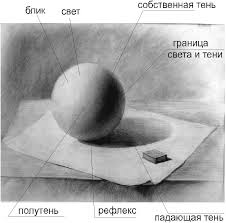 собственная тень
блик
свет
граница
света и тени
полутень
рефлекс
падающая тень